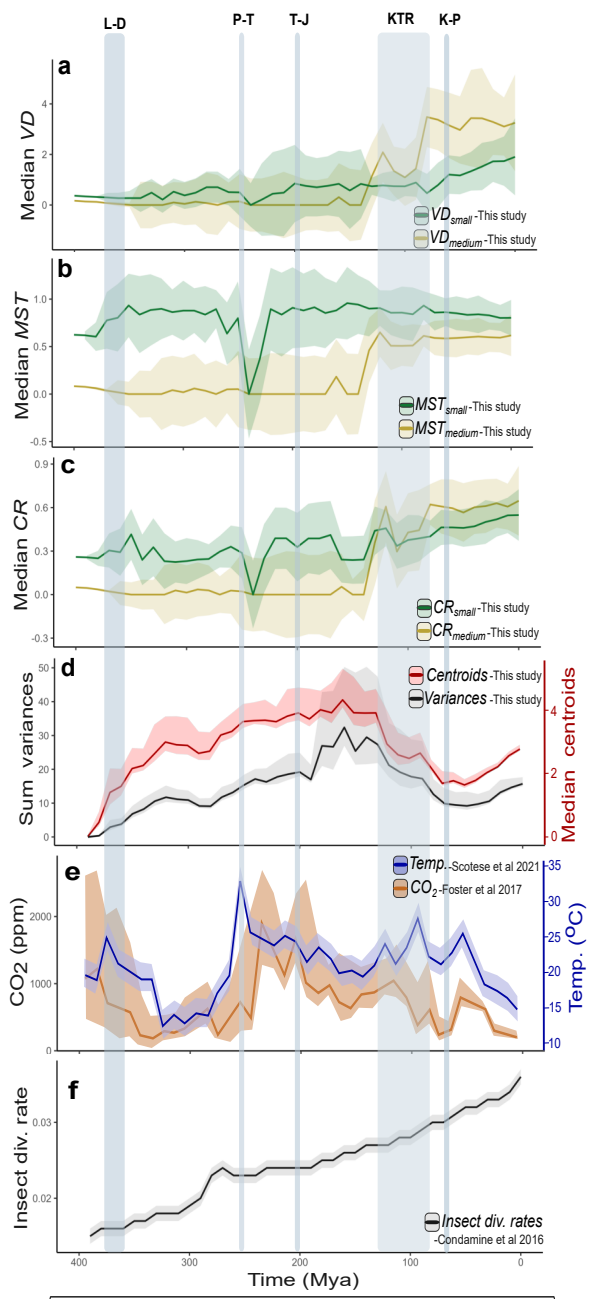 L-D P-T T-J KTR K-P
a
Median VD
4
2
0
VDsmall-This study
VDmedium-This study
b
Median MST
1.0
0.5
0.0
-0.5
MSTsmall-This study
MSTmedium-This study
c
Median CR
0.9
0.6
0.3
0.0
-0.3
CRsmall-This study
CRmedium-This study
d
Sum variances
50
40
30
20
10
0
Centroids-This study
Variances-This study
Median centroids
4
2
0
e
CO2 (ppm)
2000
1000
0
Temp.-Scotese et al 2021
CO2-Foster et al 2017
Temp. (°C)
35
30
25
20
15
10
f
Insect div. rate
0.03
0.02
Insect div. rates
-Condamine et al 2016
400 300 200 100 0
Time (Mya)